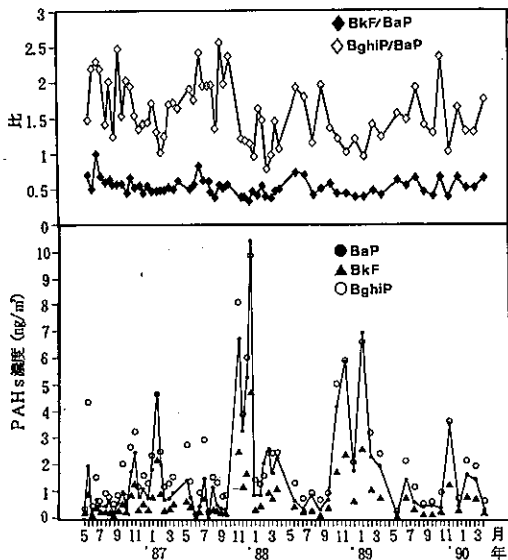 3
◆ BkF/BaP
◇ BghiP/BaP
2.5
2
1.5
1
0.5
0
比
● BaP
▲ BkF
○ BghiP
10
9
8
7
6
5
4
3
2
1
0
PAHs濃度 (ng/m³)
5 7 9 11 1 3 5 7 9 11 1 3 5 7 9 11 1 3 5 7 9 11 1 3 月
'87 '88 '89 '90 年